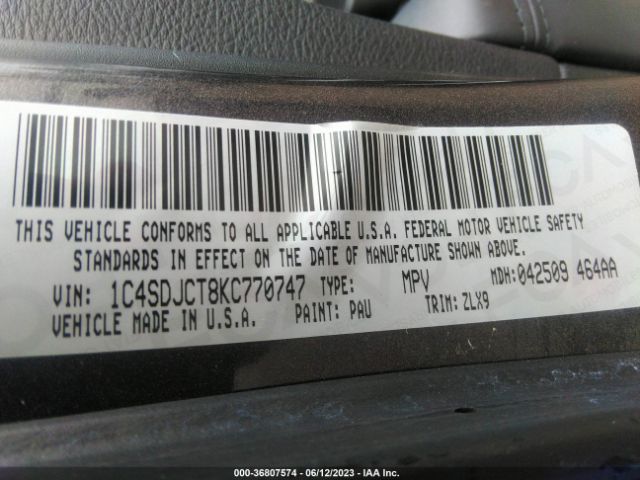 THIS VEHICLE CONFORMS TO ALL APPLICABLE U.S.A. FEDERAL MOTOR VEHICLE SAFETY
STANDARDS IN EFFECT ON THE DATE OF MANUFACTURE SHOWN ABOVE.
VIN: 1C4SDJCT8KC770747 TYPE: MPV MDH:042509 464AA
VEHICLE MADE IN U.S.A. PAINT: PAU TRIM: ZLX9
000-36807574 - 06/12/2023 - IAA Inc.